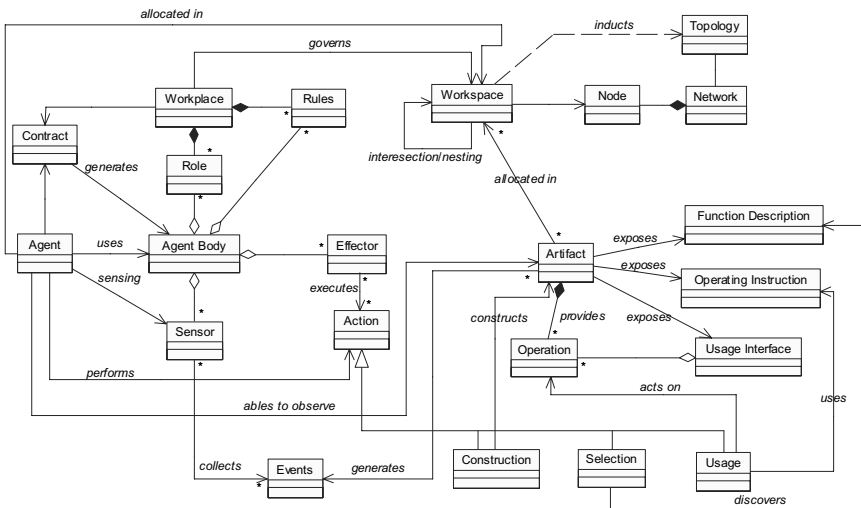 allocated in
inducts
Topology
governs
Workplace
Rules
Workspace
Node
Network
*
*
Contract
generates
Role
*
*
*
interesection/nesting
*
allocated in
Function Description
Agent
uses
Agent Body
*
Effector
*
Artifact
exposes
exposes
sensing
*
executes
*
*
Operating Instruction
*
Action
constructs
provides
exposes
Sensor
*
*
Operation
*
Usage Interface
performs
acts on
uses
ables to observe
collects
Events
*
*
generates
Construction
Selection
Usage
discovers